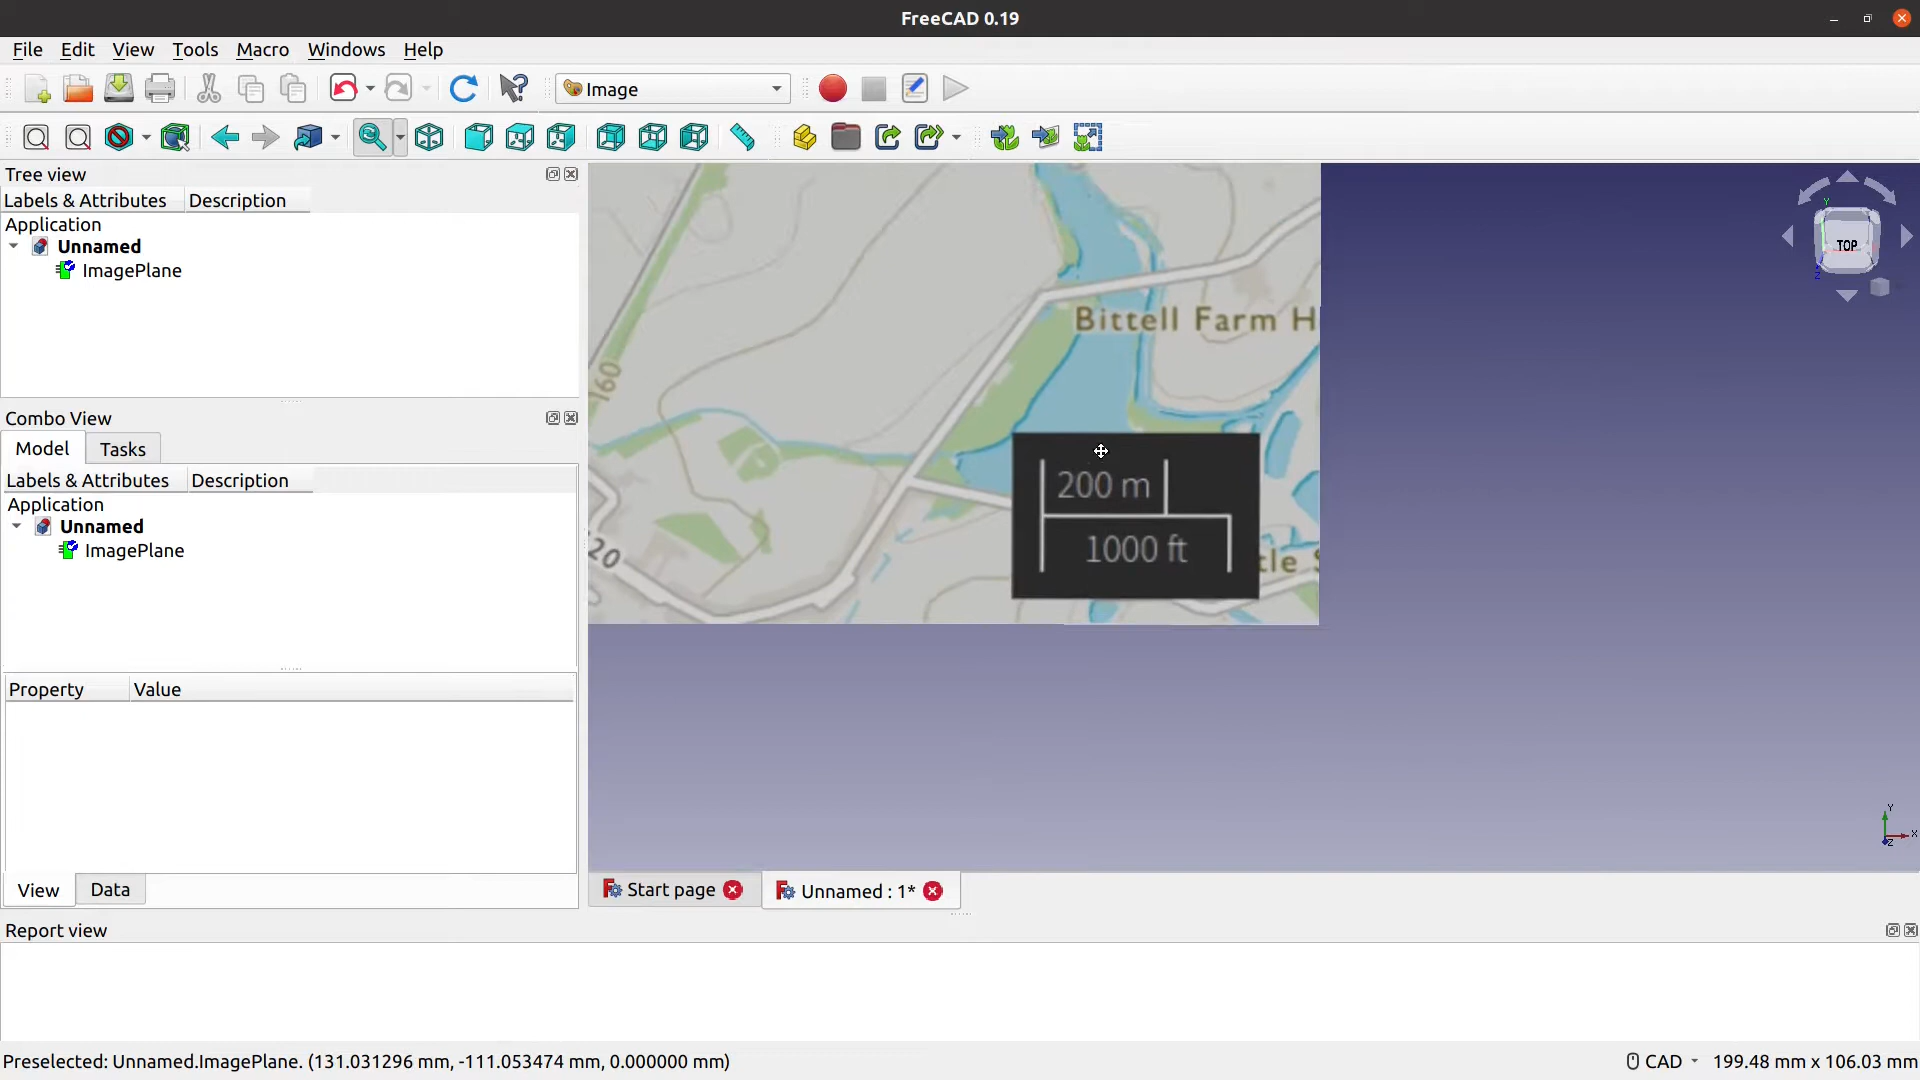 FreeCAD 0.19
File Edit View Tools Macro Windows Help
Image
Tree view
Labels & Attributes Description
Application
Unnamed
ImagePlane
Combo View
Model Tasks
Labels & Attributes Description
Application
Unnamed
ImagePlane
Property Value
View Data
160
Bittell Farm H
200 m
1000 ft
20
tle S
TOP
Y
Z
Y
X
Z
Start page
Unnamed : 1*
Report view
Preselected: Unnamed.ImagePlane. (131.031296 mm, -111.053474 mm, 0.000000 mm)
CAD 199.48 mm x 106.03 mm